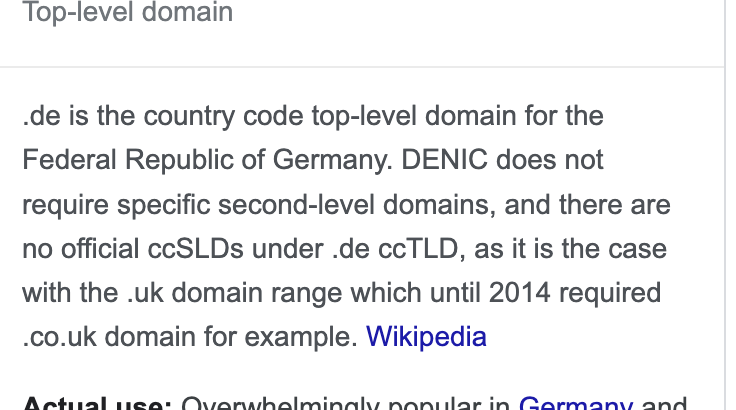 Top-level domain
.de is the country code top-level domain for the
Federal Republic of Germany. DENIC does not
require specific second-level domains, and there are
no official ccSLDs under .de ccTLD, as it is the case
with the .uk domain range which until 2014 required
.co.uk domain for example. Wikipedia
Actual use: Overwhelmingly popular in Germany and